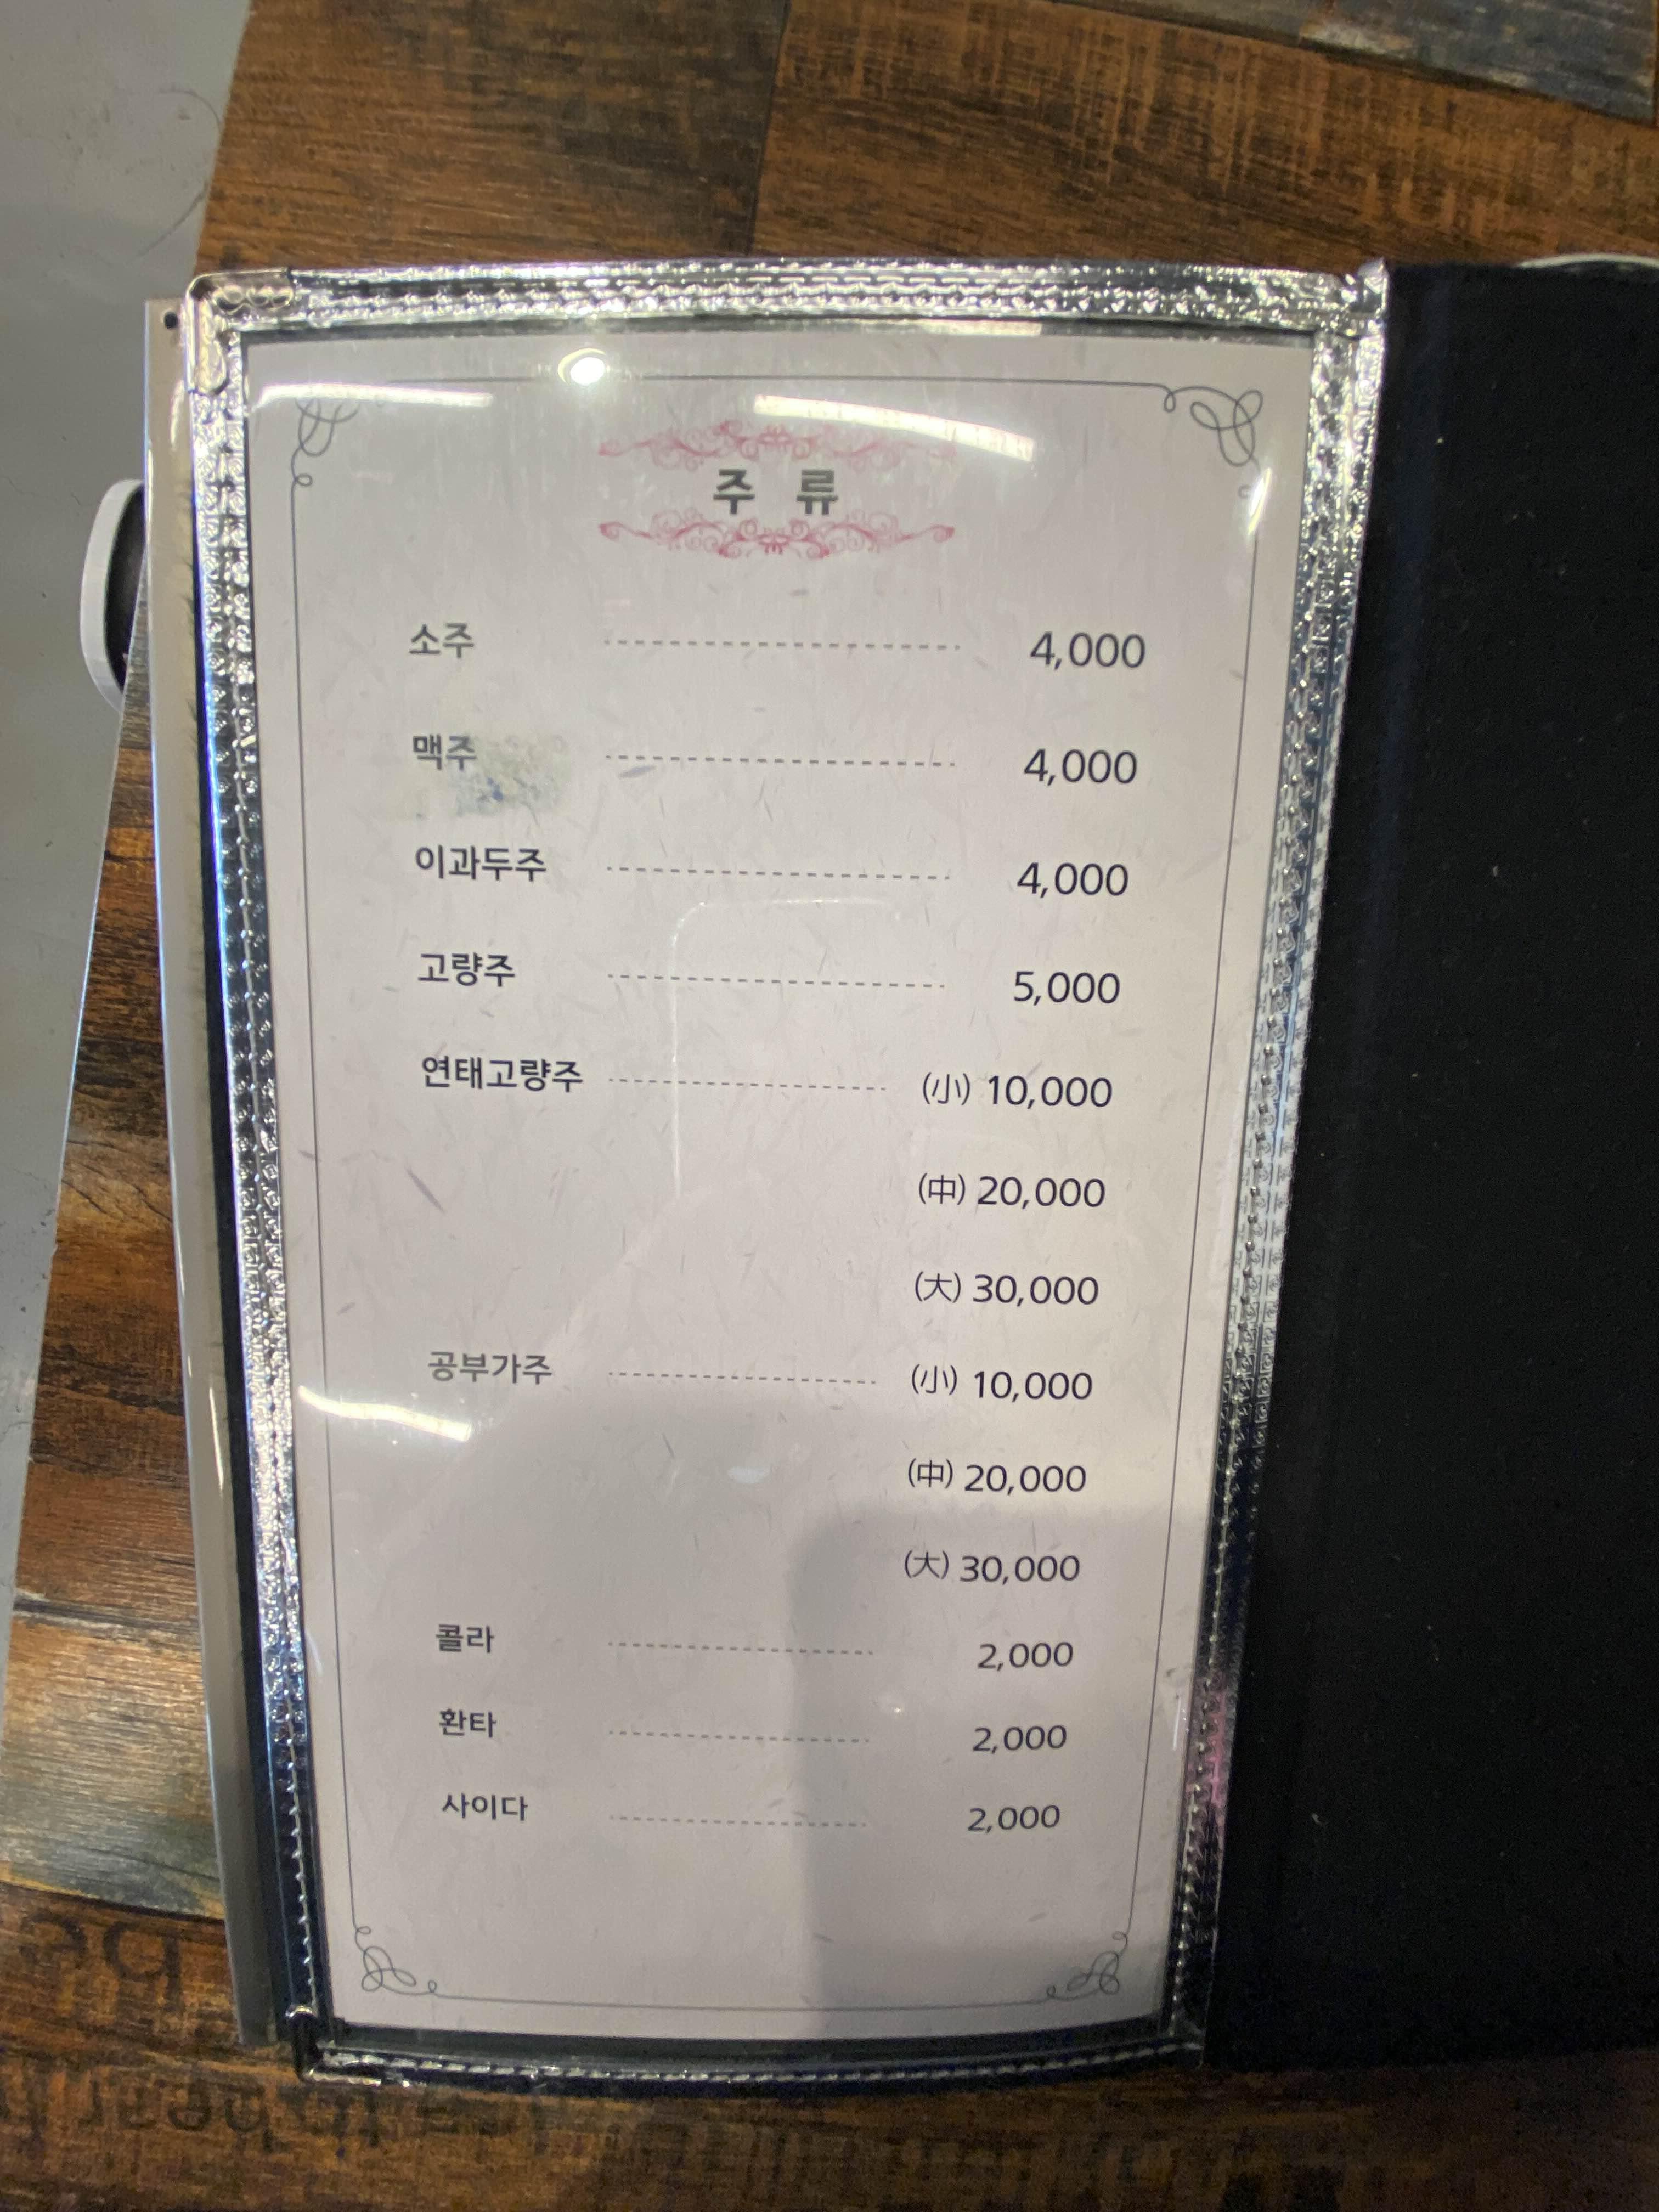 주 류
소주 4,000
맥주 4,000
이과두주 4,000
고량주 5,000
연태고량주 (小) 10,000
(中) 20,000
(大) 30,000
공부가주 (小) 10,000
(中) 20,000
(大) 30,000
콜라 2,000
환타 2,000
사이다 2,000